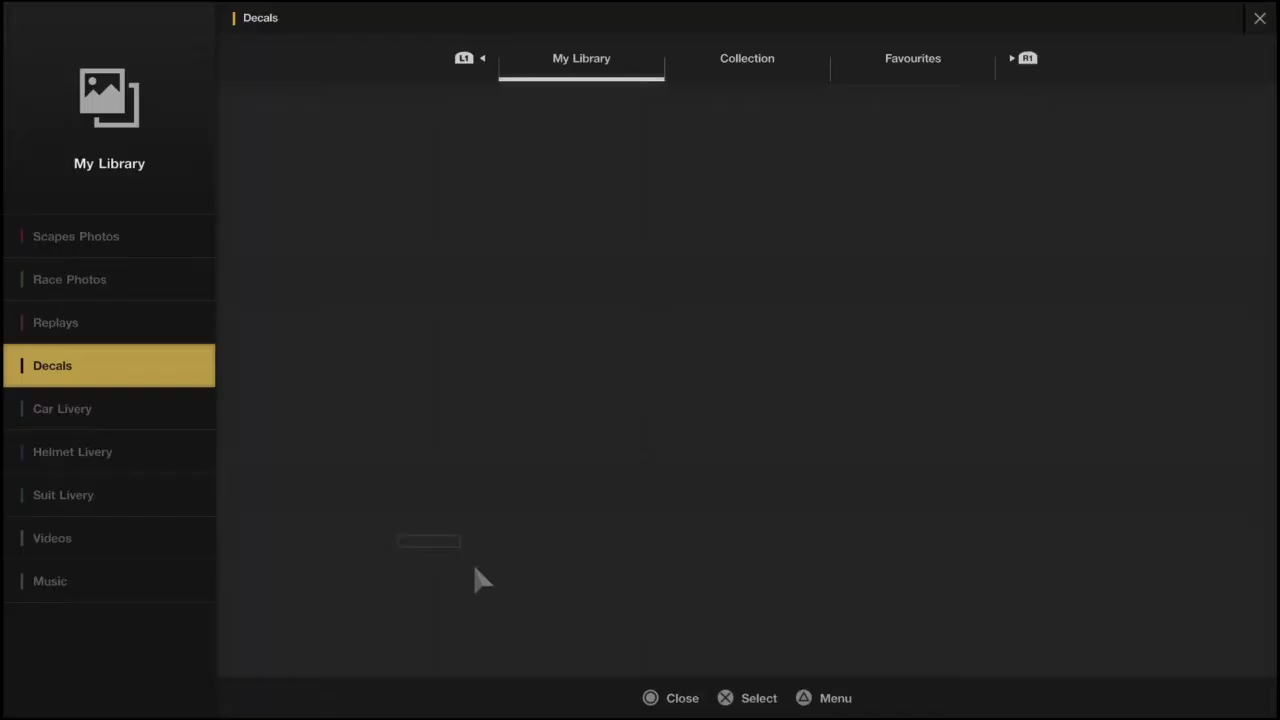 Decals
L1
My Library
Collection
Favourites
R1
My Library
Scapes Photos
Race Photos
Replays
Decals
Car Livery
Helmet Livery
Suit Livery
Videos
Music
Close
Select
Menu